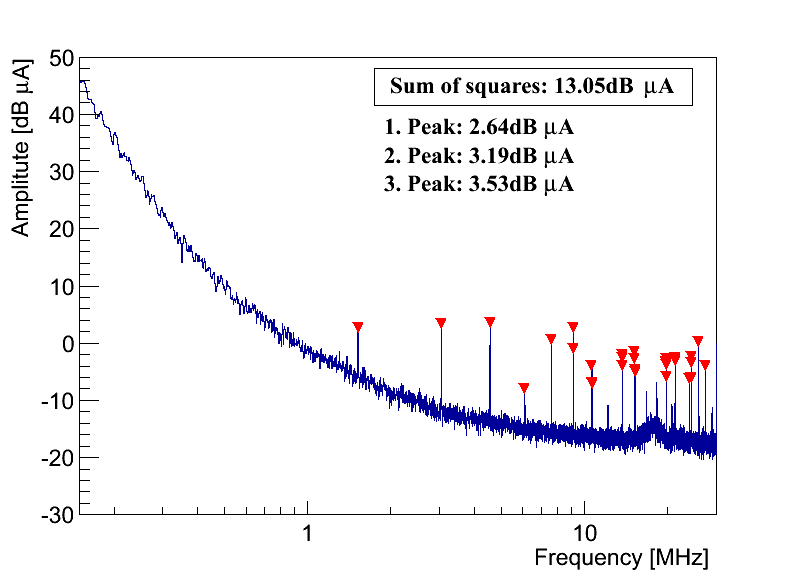 Sum of squares: 13.05dB μA
1. Peak: 2.64dB μA
2. Peak: 3.19dB μA
3. Peak: 3.53dB μA
Amplitude [dB μA]
50
40
30
20
10
0
-10
-20
-30
1
10
Frequency [MHz]